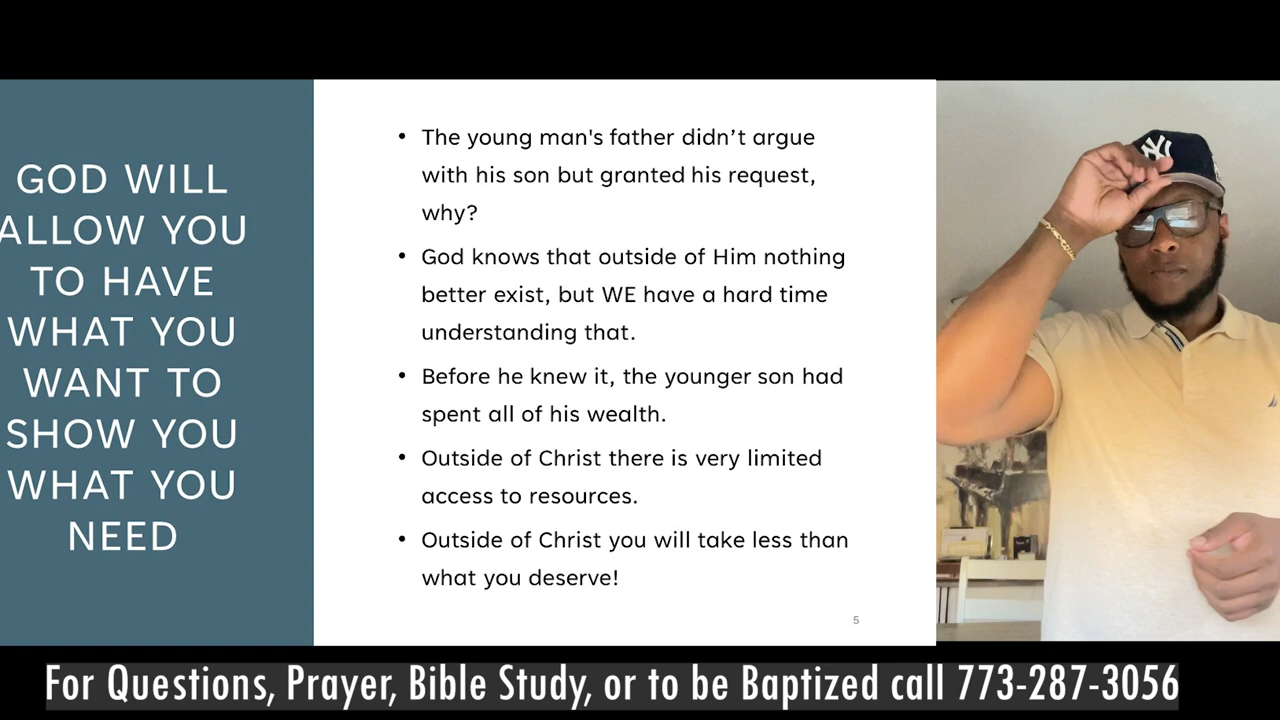 GOD WILL
ALLOW YOU
TO HAVE
WHAT YOU
WANT TO
SHOW YOU
WHAT YOU
NEED
• The young man's father didn’t argue
with his son but granted his request,
why?
• God knows that outside of Him nothing
better exist, but WE have a hard time
understanding that.
• Before he knew it, the younger son had
spent all of his wealth.
• Outside of Christ there is very limited
access to resources.
• Outside of Christ you will take less than
what you deserve!
5
NY
For Questions, Prayer, Bible Study, or to be Baptized call 773-287-3056